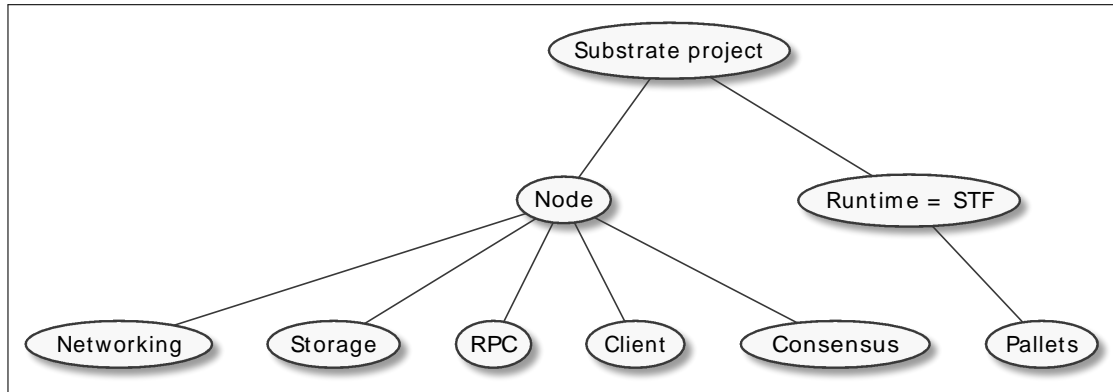 Substrate project
Node
Runtime = STF
Networking
Storage
RPC
Client
Consensus
Pallets